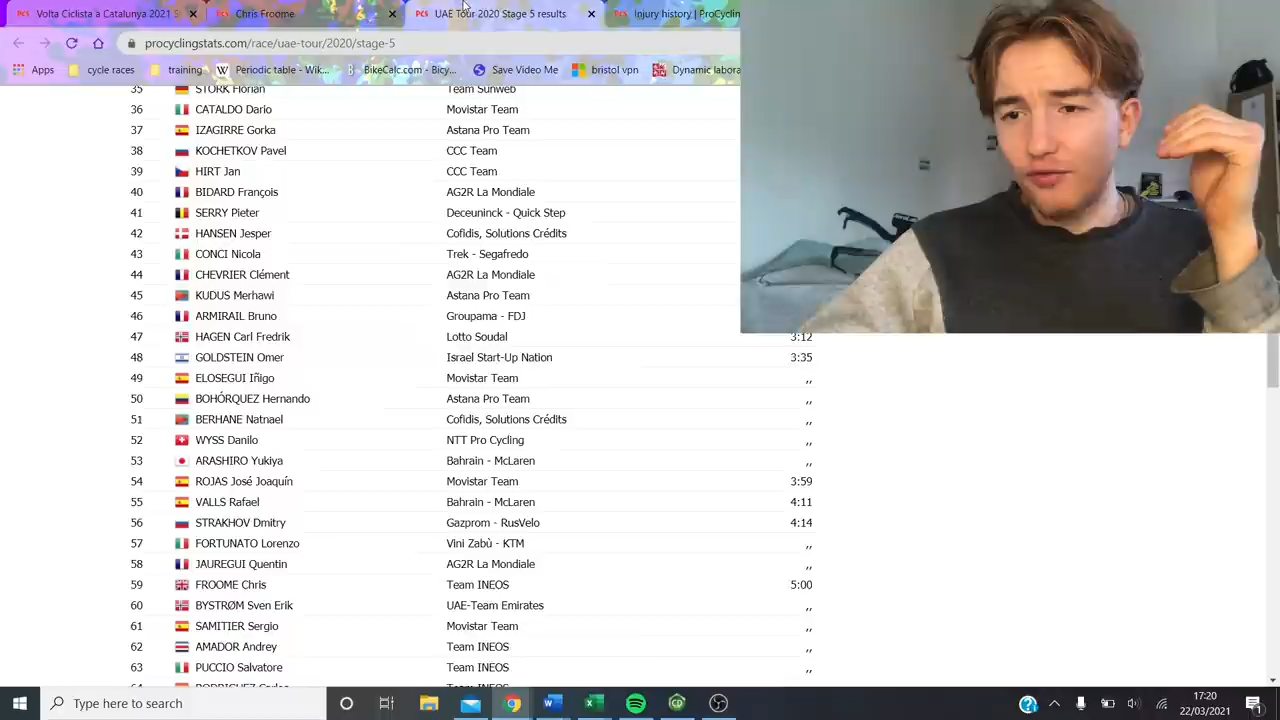 Volta Ciclista a Catalunya 2021 S
Chris Froome
UAE Tour 2020 Stage 5 results
Injury history | ProCycling
procyclingstats.com/race/uae-tour/2020/stage-5
Apps cycle races training Periodic table - Wik... BikeCalc.com - Bicy... Save Video Me bristol vpn Dynamic labora
35 STORK Florian Team Sunweb
36 CATALDO Dario Movistar Team
37 IZAGIRRE Gorka Astana Pro Team
38 KOCHETKOV Pavel CCC Team
39 HIRT Jan CCC Team
40 BIDARD François AG2R La Mondiale
41 SERRY Pieter Deceuninck - Quick Step
42 HANSEN Jesper Cofidis, Solutions Crédits
43 CONCI Nicola Trek - Segafredo
44 CHEVRIER Clément AG2R La Mondiale
45 KUDUS Merhawi Astana Pro Team
46 ARMIRAIL Bruno Groupama - FDJ
47 HAGEN Carl Fredrik Lotto Soudal 3:12
48 GOLDSTEIN Omer Israel Start-Up Nation 3:35
49 ELOSEGUI Iñigo Movistar Team ,,
50 BOHÓRQUEZ Hernando Astana Pro Team ,,
51 BERHANE Natnael Cofidis, Solutions Crédits ,,
52 WYSS Danilo NTT Pro Cycling ,,
53 ARASHIRO Yukiya Bahrain - McLaren ,,
54 ROJAS José Joaquín Movistar Team 3:59
55 VALLS Rafael Bahrain - McLaren 4:11
56 STRAKHOV Dmitry Gazprom - RusVelo 4:14
57 FORTUNATO Lorenzo Vini Zabù - KTM ,,
58 JAUREGUI Quentin AG2R La Mondiale ,,
59 FROOME Chris Team INEOS 5:00
60 BYSTRØM Sven Erik UAE-Team Emirates ,,
61 SAMITIER Sergio Movistar Team ,,
62 AMADOR Andrey Team INEOS ,,
63 PUCCIO Salvatore Team INEOS ,,
64 RODRIGUEZ Carlos Team INEOS
Type here to search
17:20
22/03/2021